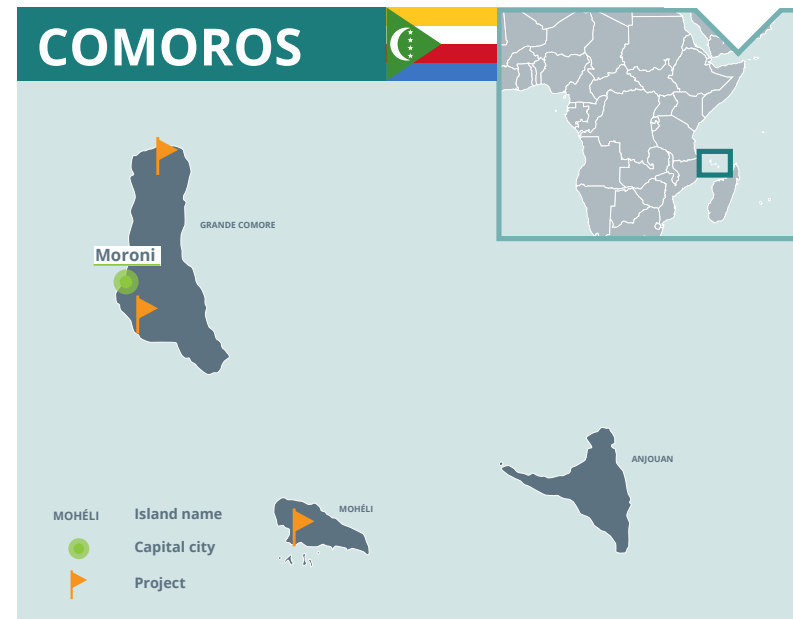 COMOROS
GRANDE COMORE
Moroni
ANJOUAN
MOHÉLI
MOHÉLI Island name
Capital city
Project